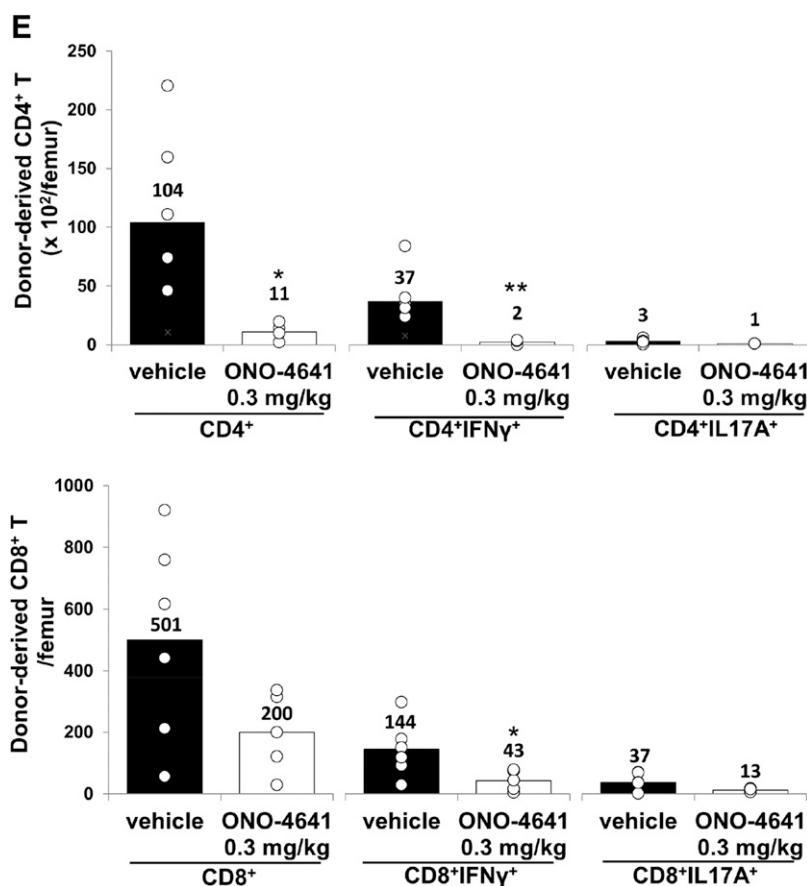 E
Donor-derived CD4⁺ T
(x 10²/femur)
250
200
150
100
50
0
104
*
11
37
**
2
3
1
vehicle ONO-4641 vehicle ONO-4641 vehicle ONO-4641
0.3 mg/kg 0.3 mg/kg 0.3 mg/kg
CD4⁺ CD4⁺IFNγ⁺ CD4⁺IL17A⁺
Donor-derived CD8⁺ T
/femur
1000
800
600
400
200
0
501
200
144
*
43
37
13
vehicle ONO-4641 vehicle ONO-4641 vehicle ONO-4641
0.3 mg/kg 0.3 mg/kg 0.3 mg/kg
CD8⁺ CD8⁺IFNγ⁺ CD8⁺IL17A⁺